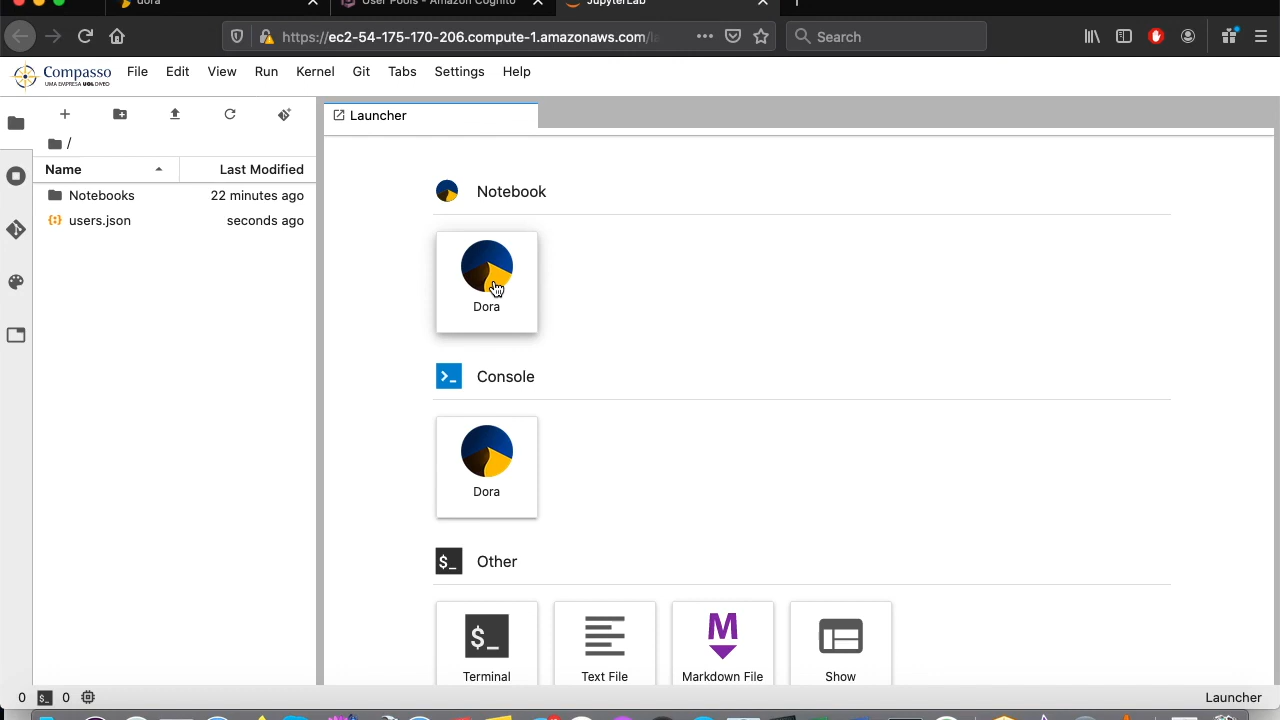 dora
User Pools - Amazon Cognito
JupyterLab
https://ec2-54-175-170-206.compute-1.amazonaws.com/la
Search
Compasso
UMA EMPRESA UOL DIVEO
File Edit View Run Kernel Git Tabs Settings Help
Launcher
/
Name Last Modified
Notebooks 22 minutes ago
users.json seconds ago
Notebook
Dora
Console
Dora
$_ Other
$_
M
Terminal Text File Markdown File Show
0 $_ 0 Launcher